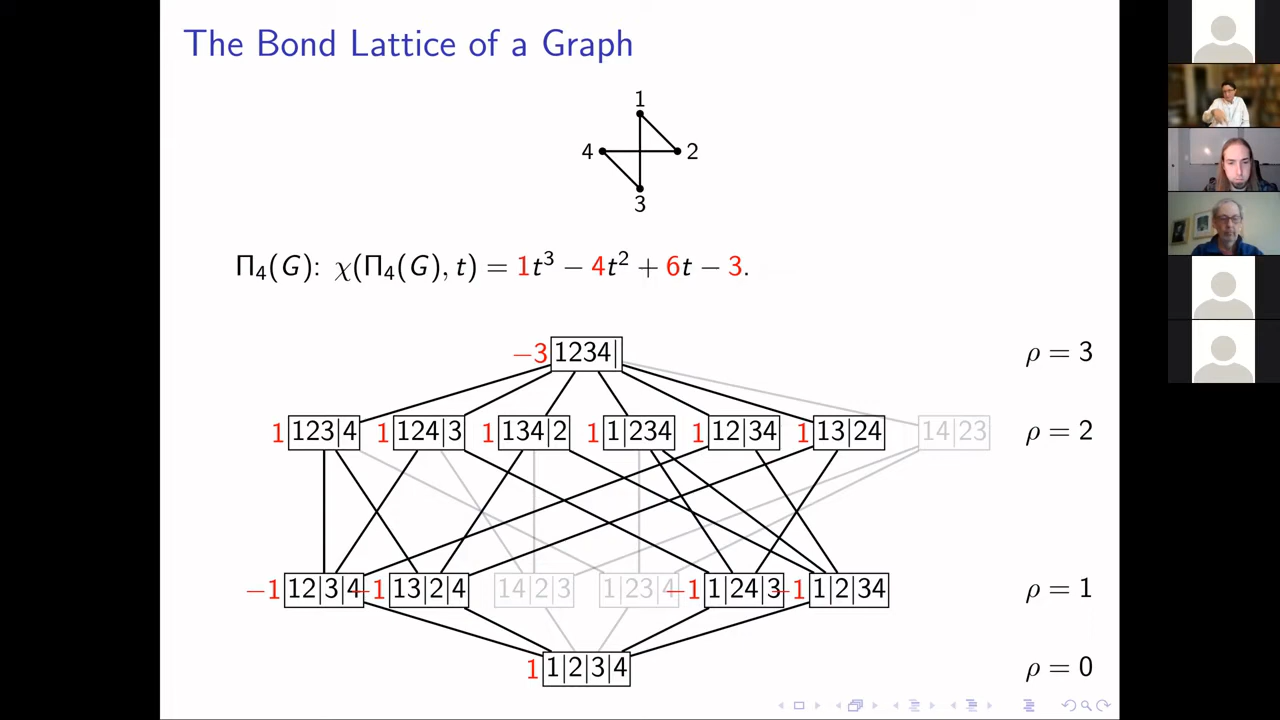 The Bond Lattice of a Graph
1
4 2
3
Π₄(G): χ(Π₄(G), t) = 1t³ − 4t² + 6t − 3.
−3 1234| ρ = 3
1 123|4 1 124|3 1 134|2 1 1|234 1 12|34 1 13|24 14|23 ρ = 2
−1 12|3|4 −1 13|2|4 14|2|3 1|23|4 −1 1|24|3 −1 1|2|34 ρ = 1
1 1|2|3|4 ρ = 0